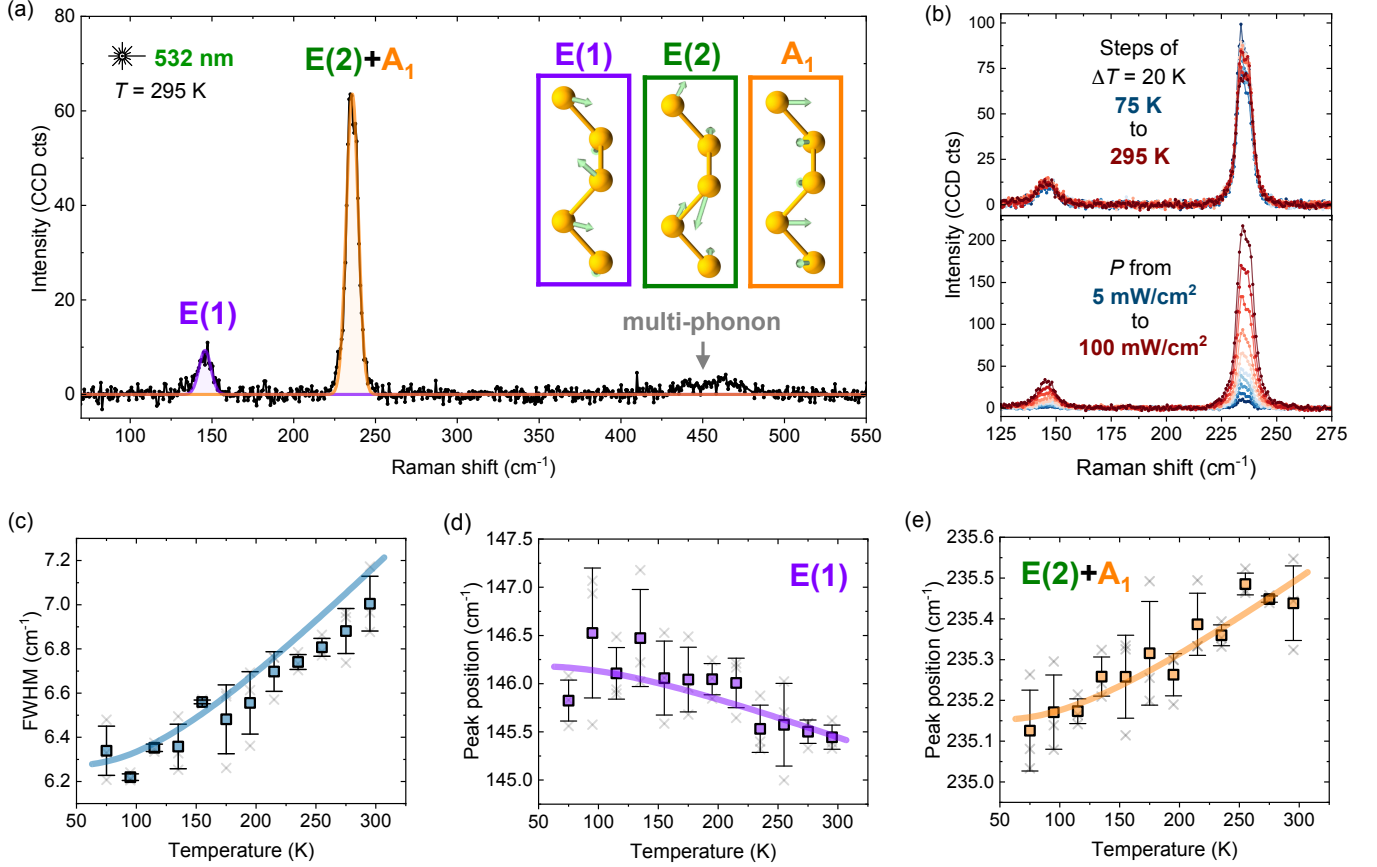 (a)
80
60
40
20
0
Intensity (CCD cts)
532 nm
T = 295 K
E(1)
E(2)+A₁
E(1)
E(2)
A₁
multi-phonon
100 150 200 250 300 350 400 450 500 550
Raman shift (cm⁻¹)
(b)
100
75
50
25
0
Steps of
ΔT = 20 K
75 K
to
295 K
Intensity (CCD cts)
200
150
100
50
0
P from
5 mW/cm²
to
100 mW/cm²
125 150 175 200 225 250 275
Raman shift (cm⁻¹)
(c)
7.2
7.0
6.8
6.6
6.4
6.2
FWHM (cm⁻¹)
50 100 150 200 250 300
Temperature (K)
(d)
147.5
147.0
146.5
146.0
145.5
145.0
Peak position (cm⁻¹)
E(1)
50 100 150 200 250 300
Temperature (K)
(e)
235.6
235.5
235.4
235.3
235.2
235.1
235.0
Peak position (cm⁻¹)
E(2)+A₁
50 100 150 200 250 300
Temperature (K)